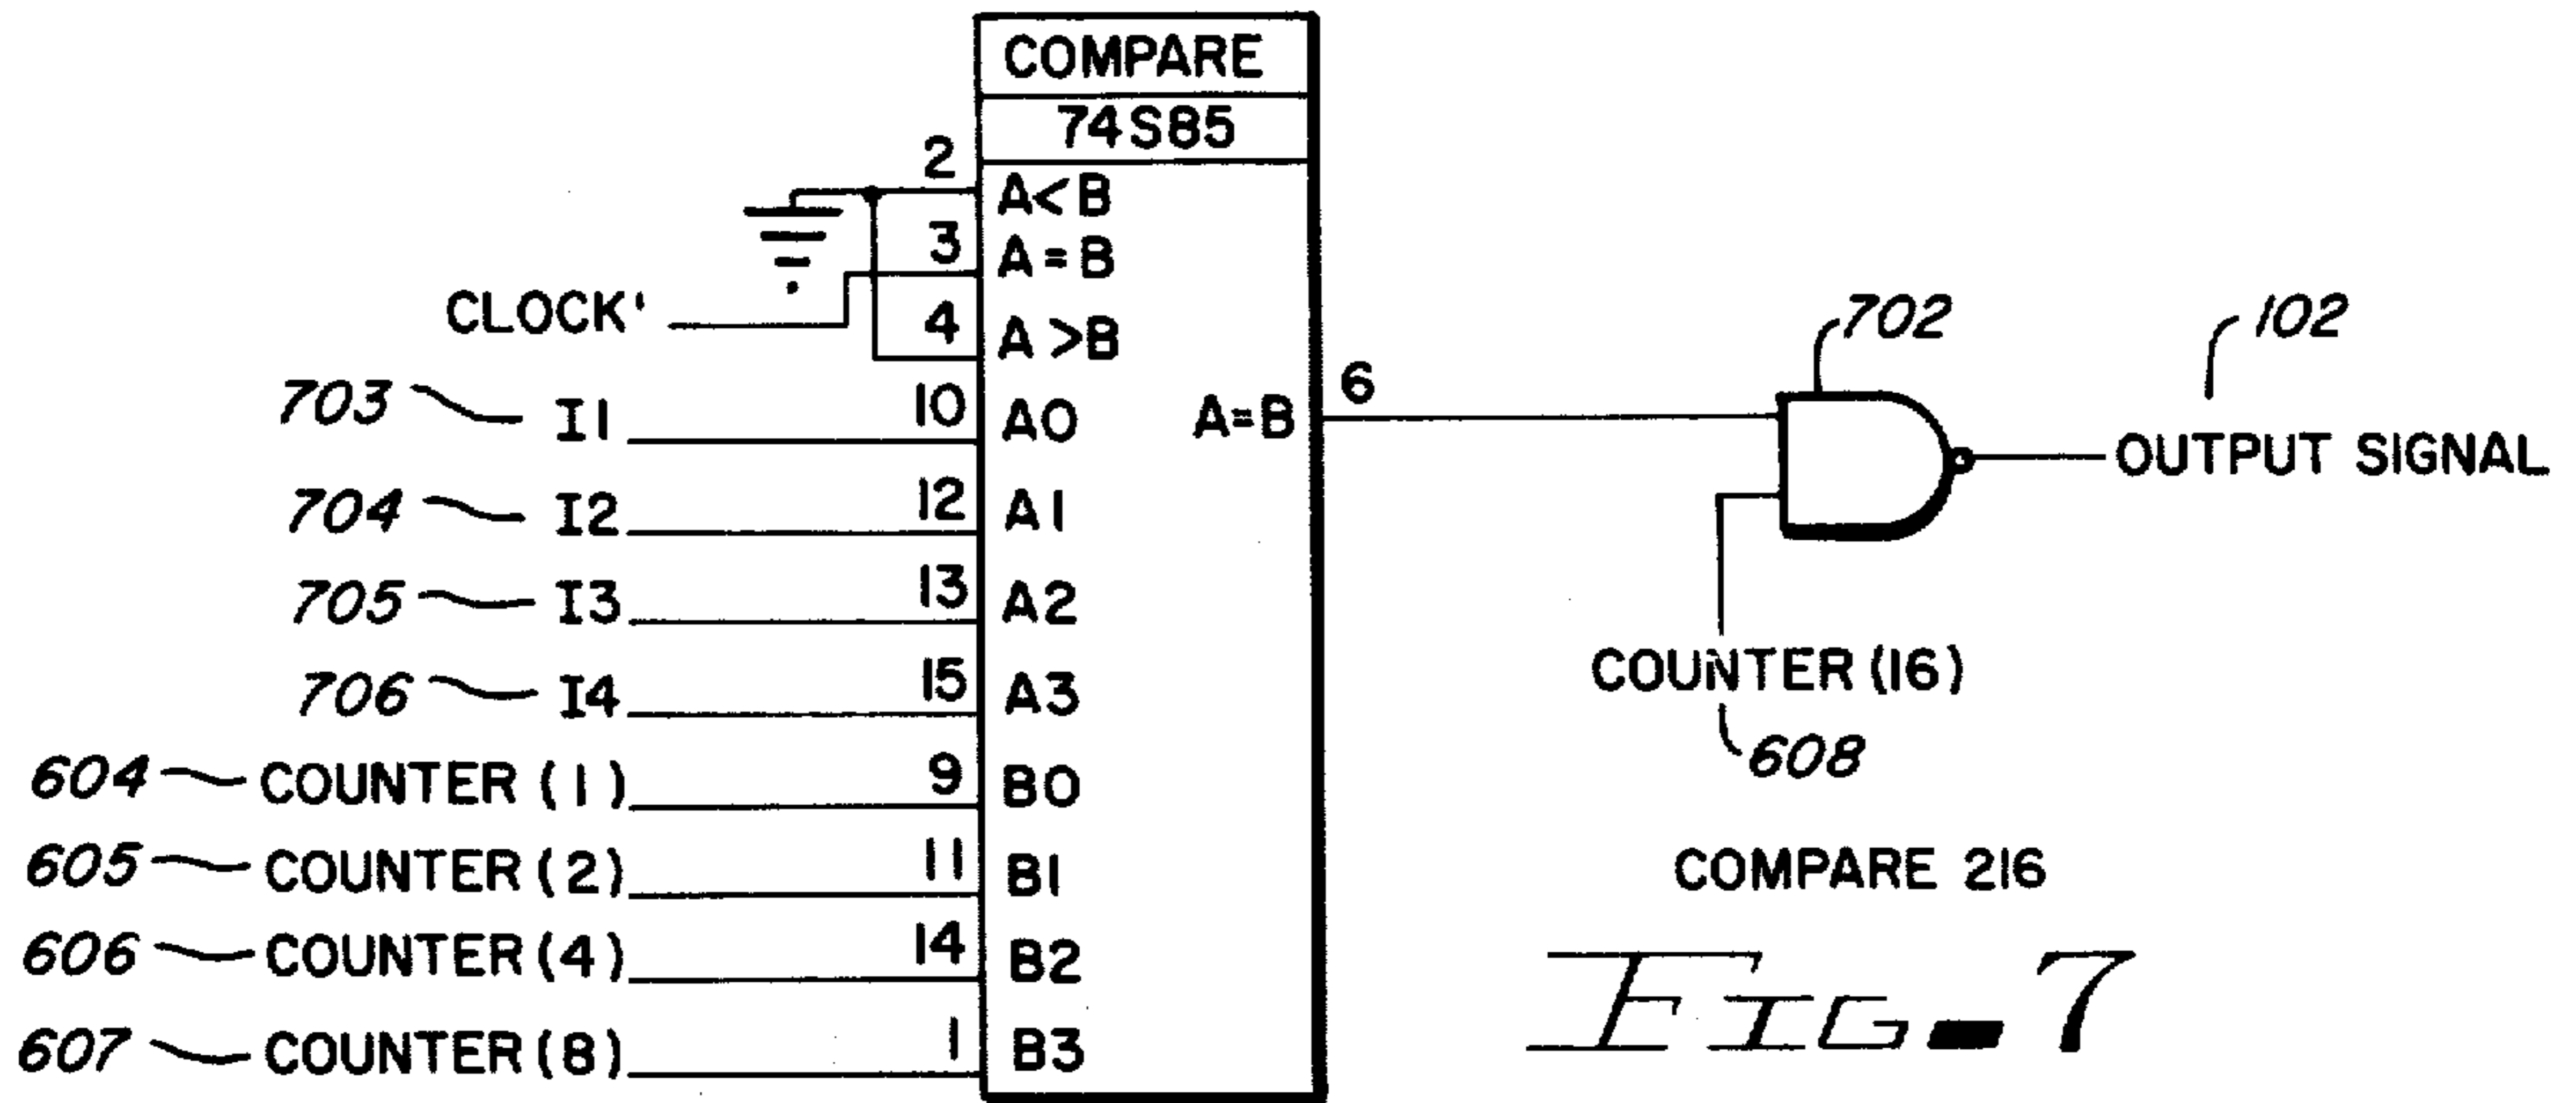 COMPARE
74S85
2 A<B
3 A=B
CLOCK'
4 A>B
703 I1 10 A0
A=B 6
702
102
OUTPUT SIGNAL
704 I2 12 A1
705 I3 13 A2
706 I4 15 A3
COUNTER (16)
608
604 COUNTER (1) 9 B0
605 COUNTER (2) 11 B1
606 COUNTER (4) 14 B2
607 COUNTER (8) 1 B3
COMPARE 216
FIG-7